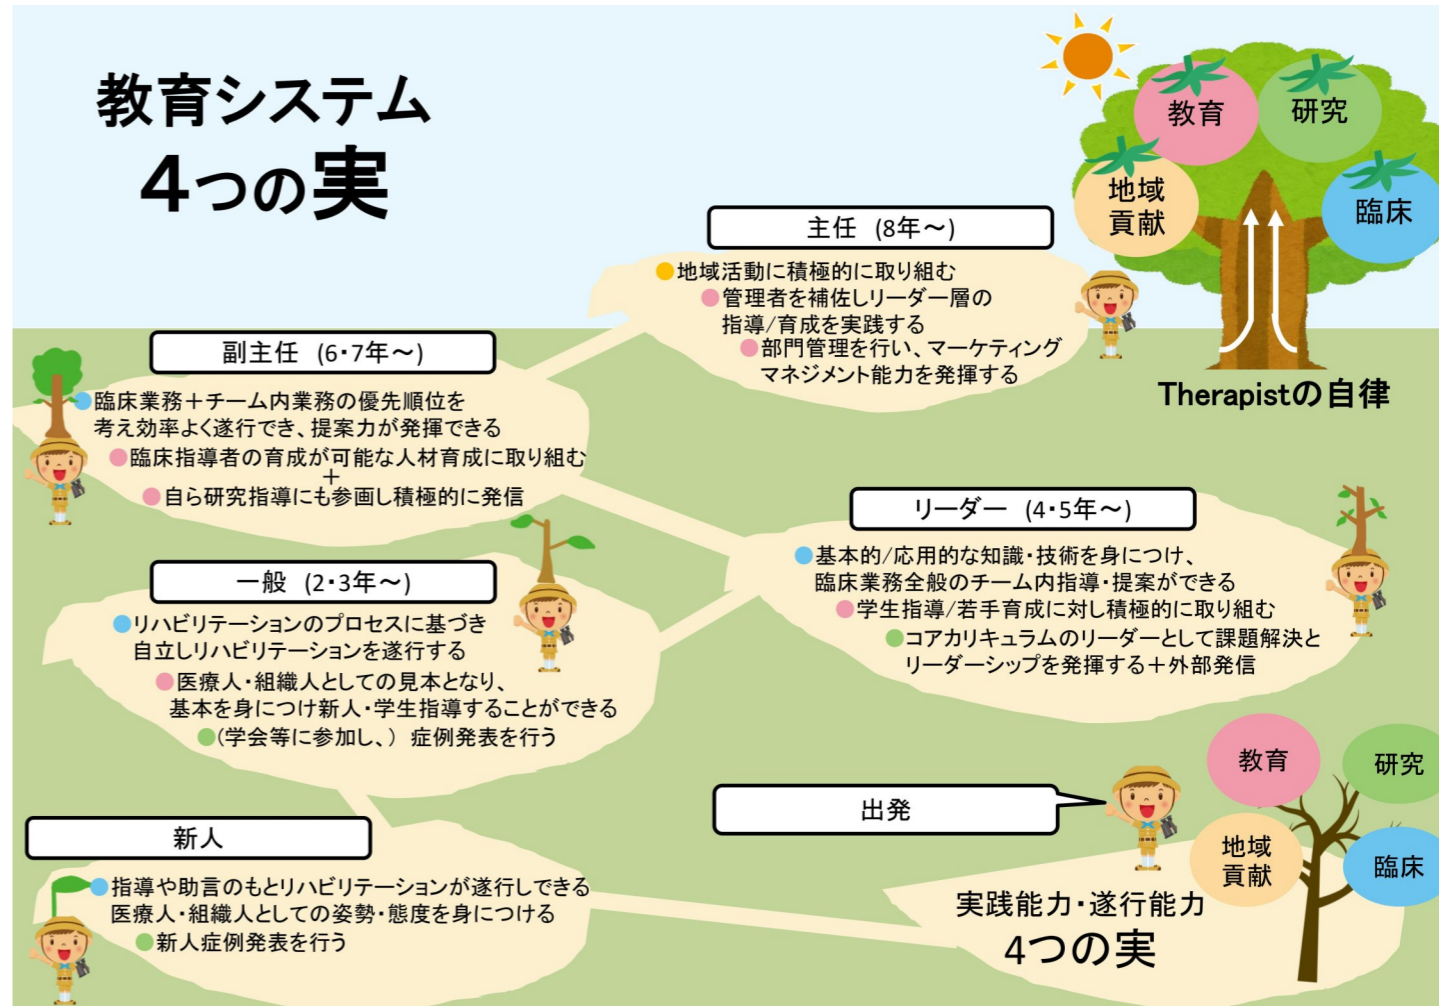 教育システム
4つの実
教育
研究
地域
貢献
臨床
Therapistの自律
主任 (8年～)
●地域活動に積極的に取り組む
●管理者を補佐しリーダー層の
指導/育成を実践する
●部門管理を行い、マーケティング
マネジメント能力を発揮する
副主任 (6・7年～)
●臨床業務＋チーム内業務の優先順位を
考え効率よく遂行でき、提案力が発揮できる
●臨床指導者の育成が可能な人材育成に取り組む
＋
●自ら研究指導にも参画し積極的に発信
リーダー (4・5年～)
●基本的/応用的な知識・技術を身につけ、
臨床業務全般のチーム内指導・提案ができる
●学生指導/若手育成に対し積極的に取り組む
●コアカリキュラムのリーダーとして課題解決と
リーダーシップを発揮する＋外部発信
一般 (2・3年～)
●リハビリテーションのプロセスに基づき
自立しリハビリテーションを遂行する
●医療人・組織人としての見本となり、
基本を身につけ新人・学生指導することができる
●(学会等に参加し、) 症例発表を行う
新人
●指導や助言のもとリハビリテーションが遂行しできる
医療人・組織人としての姿勢・態度を身につける
●新人症例発表を行う
出発
教育
研究
地域
貢献
臨床
実践能力・遂行能力
4つの実